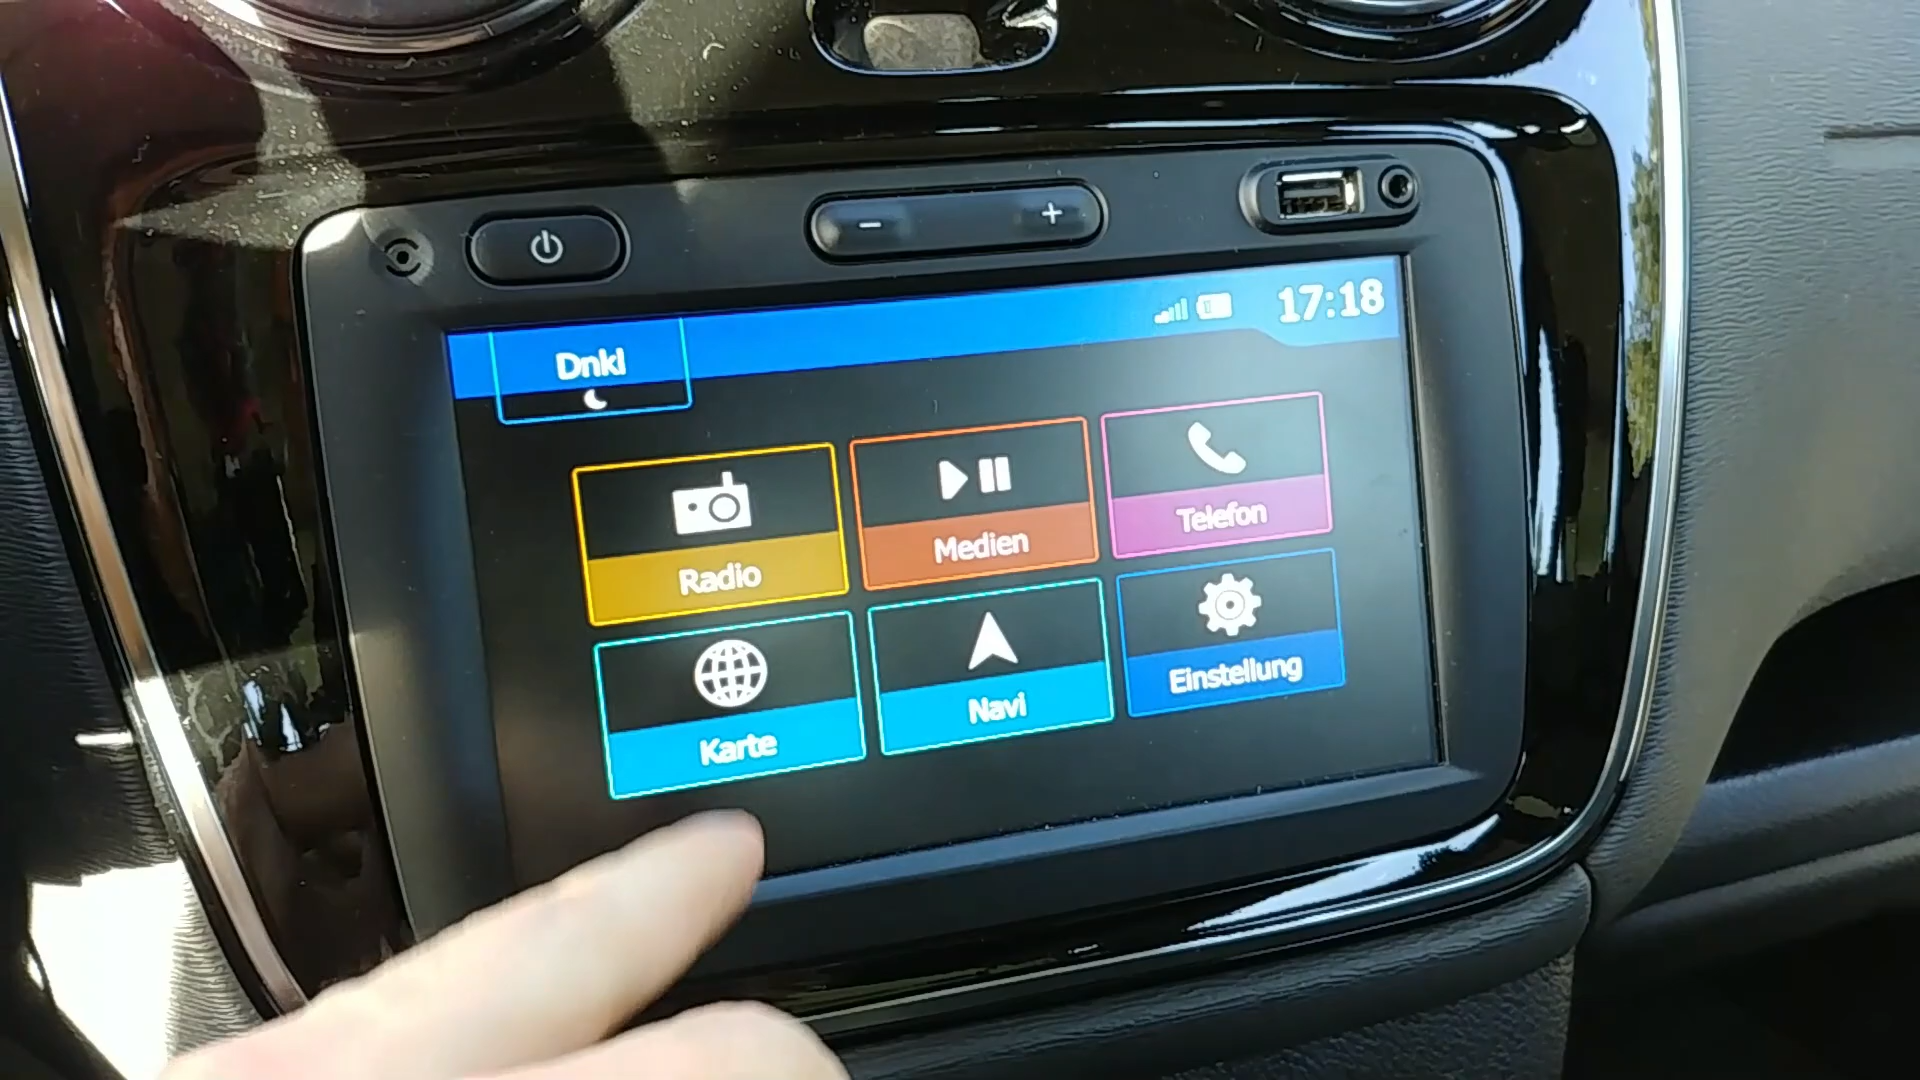 17:18
Dnkl
Radio
Medien
Telefon
Karte
Navi
Einstellung